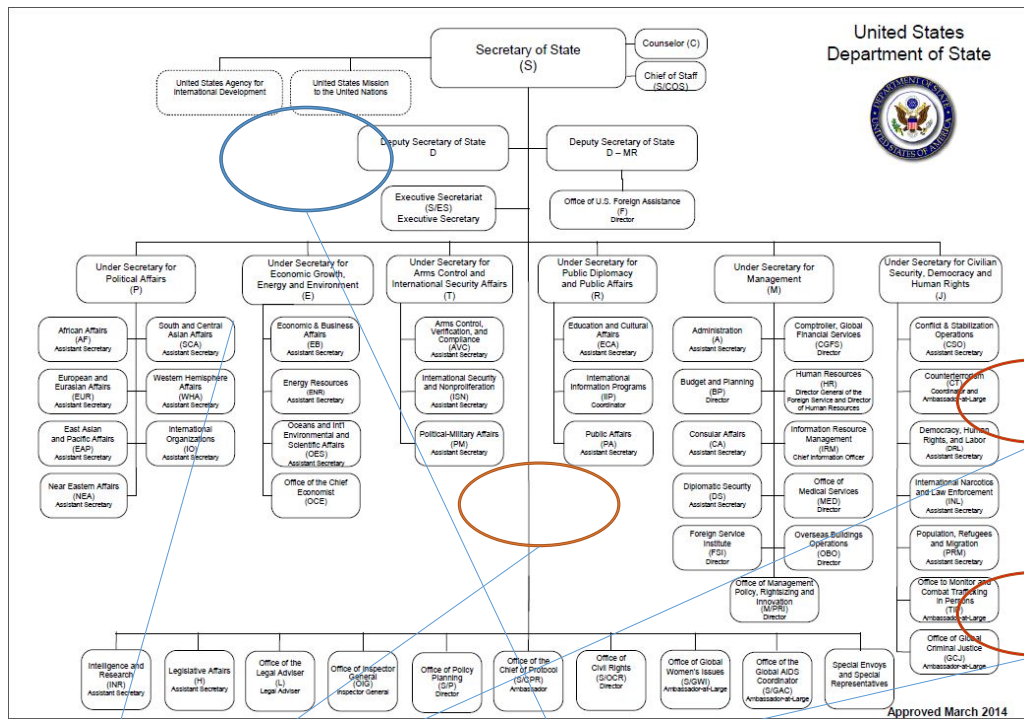 United States
Department of State
Secretary of State
(S)
Counselor (C)
Chief of Staff
(S/COS)
United States Agency for
International Development
United States Mission
to the United Nations
DEPARTMENT OF STATE
UNITED STATES OF AMERICA
Deputy Secretary of State
D
Deputy Secretary of State
D – MR
Executive Secretariat
(S/ES)
Executive Secretary
Office of U.S. Foreign Assistance
(F)
Director
Under Secretary for
Political Affairs
(P)
Under Secretary for
Economic Growth,
Energy and Environment
(E)
Under Secretary for
Arms Control and
International Security Affairs
(T)
Under Secretary for
Public Diplomacy
and Public Affairs
(R)
Under Secretary for
Management
(M)
Under Secretary for Civilian
Security, Democracy and
Human Rights
(J)
African Affairs
(AF)
Assistant Secretary
South and Central
Asian Affairs
(SCA)
Assistant Secretary
European and
Eurasian Affairs
(EUR)
Assistant Secretary
Western Hemisphere
Affairs
(WHA)
Assistant Secretary
East Asian
and Pacific Affairs
(EAP)
Assistant Secretary
International
Organizations
(IO)
Assistant Secretary
Near Eastern Affairs
(NEA)
Assistant Secretary
Economic & Business
Affairs
(EB)
Assistant Secretary
Energy Resources
(ENR)
Assistant Secretary
Oceans and Int'l
Environmental and
Scientific Affairs
(OES)
Assistant Secretary
Office of the Chief
Economist
(OCE)
Arms Control,
Verification, and
Compliance
(AVC)
Assistant Secretary
International Security
and Nonproliferation
(ISN)
Assistant Secretary
Political-Military Affairs
(PM)
Assistant Secretary
Education and Cultural
Affairs
(ECA)
Assistant Secretary
International
Information Programs
(IIP)
Coordinator
Public Affairs
(PA)
Assistant Secretary
Administration
(A)
Assistant Secretary
Comptroller, Global
Financial Services
(CGFS)
Director
Budget and Planning
(BP)
Director
Human Resources
(HR)
Director General of the
Foreign Service and Director
of Human Resources
Consular Affairs
(CA)
Assistant Secretary
Information Resource
Management
(IRM)
Chief Information Officer
Diplomatic Security
(DS)
Assistant Secretary
Office of
Medical Services
(MED)
Director
Foreign Service
Institute
(FSI)
Director
Overseas Buildings
Operations
(OBO)
Director
Office of Management
Policy, Rightsizing and
Innovation
(M/PRI)
Director
Conflict & Stabilization
Operations
(CSO)
Assistant Secretary
Counterterrorism
(CT)
Coordinator and
Ambassador-at-Large
Democracy, Human
Rights, and Labor
(DRL)
Assistant Secretary
International Narcotics
and Law Enforcement
(INL)
Assistant Secretary
Population, Refugees
and Migration
(PRM)
Assistant Secretary
Office to Monitor and
Combat Trafficking
in Persons
(TIP)
Ambassador-at-Large
Office of Global
Criminal Justice
(GCJ)
Ambassador-at-Large
Intelligence and
Research
(INR)
Assistant Secretary
Legislative Affairs
(H)
Assistant Secretary
Office of the
Legal Adviser
(L)
Legal Adviser
Office of Inspector
General
(OIG)
Inspector General
Office of Policy
Planning
(S/P)
Director
Office of the
Chief of Protocol
(S/CPR)
Ambassador
Office of
Civil Rights
(S/OCR)
Director
Office of Global
Women's Issues
(S/GWI)
Ambassador-at-Large
Office of the
Global AIDS
Coordinator
(S/GAC)
Ambassador-at-Large
Special Envoys
and Special
Representatives
Approved March 2014